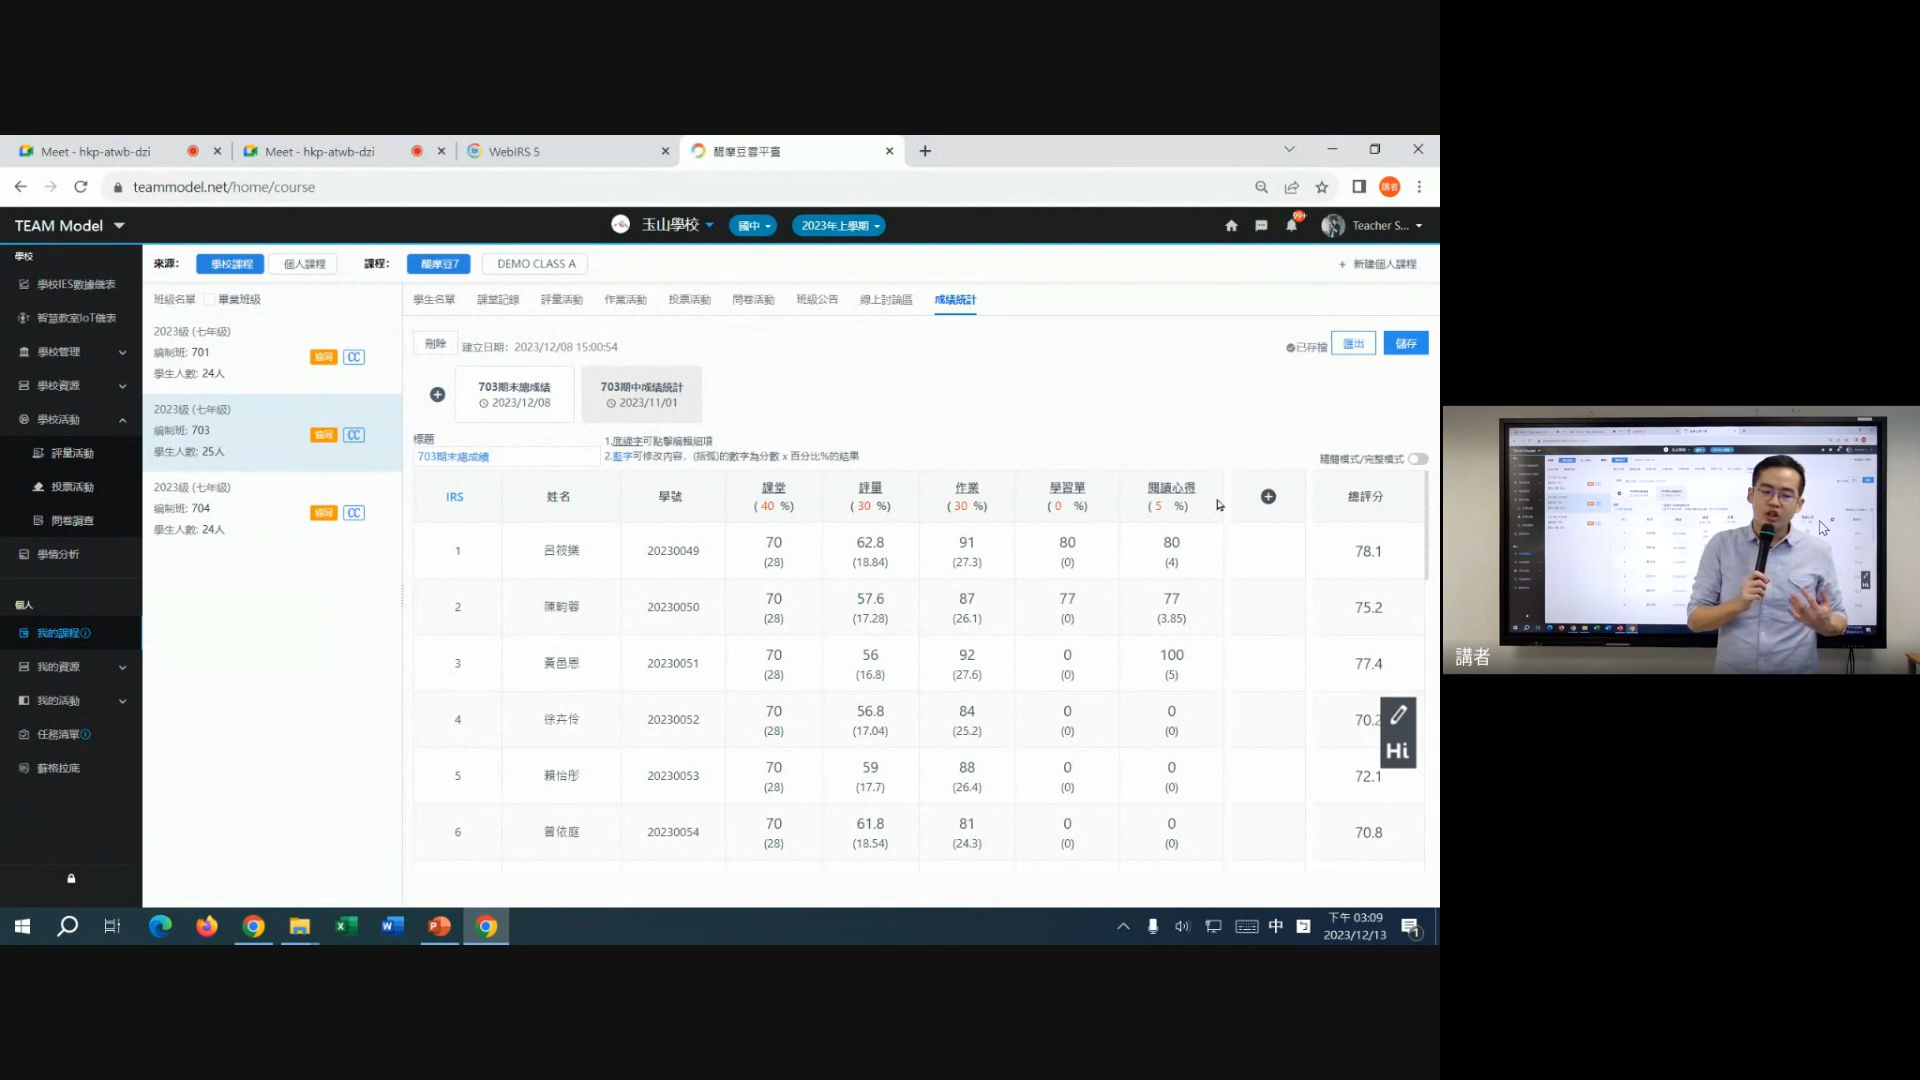 Meet - hkp-atwb-dzi
Meet - hkp-atwb-dzi
WebIRS 5
醍摩豆雲平臺
teammodel.net/home/course
講者
TEAM Model
玉山學校
國中
2023年上學期
99+
Teacher S...
學校
學校IES數據儀表
智慧教室IoT儀表
學校管理
學校資源
學校活動
評量活動
投票活動
問卷調查
學情分析
個人
我的課程
我的資源
我的活動
任務清單
蘇格拉底
來源:
學校課程
個人課程
課程:
醍摩豆7
DEMO CLASS A
+ 新建個人課程
班級名單
畢業班級
2023級 (七年級)
編制班: 701
學生人數: 24人
協同
CC
2023級 (七年級)
編制班: 703
學生人數: 25人
協同
CC
2023級 (七年級)
編制班: 704
學生人數: 24人
協同
CC
學生名單 課堂記錄 評量活動 作業活動 投票活動 問卷活動 班級公告 線上討論區 成績統計
刪除
建立日期: 2023/12/08 15:00:54
已存檔
匯出
儲存
703期末總成績
2023/12/08
703期中成績統計
2023/11/01
標題
703期末總成績
1.底線字可點擊編輯細項
2.藍字可修改內容, (括弧)的數字為分數 x 百分比%的結果
精簡模式/完整模式
IRS 姓名 學號 課堂 評量 作業 學習單 閱讀心得 總評分
( 40 %) ( 30 %) ( 30 %) ( 0 %) ( 5 %)
1 呂筱樂 20230049 70 62.8 91 80 80 78.1
(28) (18.84) (27.3) (0) (4)
2 陳畇蓉 20230050 70 57.6 87 77 77 75.2
(28) (17.28) (26.1) (0) (3.85)
3 黃邑恩 20230051 70 56 92 0 100 77.4
(28) (16.8) (27.6) (0) (5)
4 徐卉伶 20230052 70 56.8 84 0 0 70.2
(28) (17.04) (25.2) (0) (0)
5 賴怡彤 20230053 70 59 88 0 0 72.1
(28) (17.7) (26.4) (0) (0)
6 曾依庭 20230054 70 61.8 81 0 0 70.8
(28) (18.54) (24.3) (0) (0)
Hi
中
下午 03:09
2023/12/13
1
講者